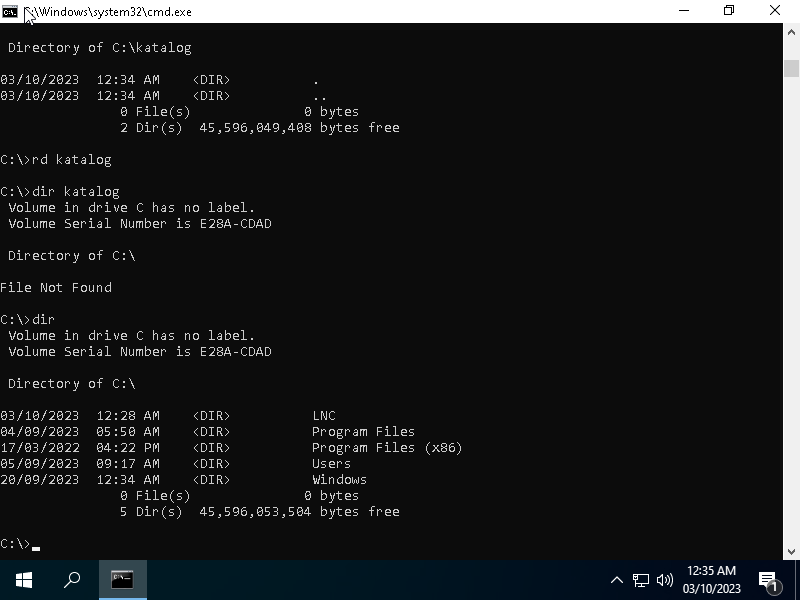 C:\Windows\system32\cmd.exe
Directory of C:\katalog
03/10/2023  12:34 AM    <DIR>          .
03/10/2023  12:34 AM    <DIR>          ..
0 File(s)              0 bytes
2 Dir(s)  45,596,049,408 bytes free
C:\>rd katalog
C:\>dir katalog
Volume in drive C has no label.
Volume Serial Number is E28A-CDAD
Directory of C:\
File Not Found
C:\>dir
Volume in drive C has no label.
Volume Serial Number is E28A-CDAD
Directory of C:\
03/10/2023  12:28 AM    <DIR>          LNC
04/09/2023  05:50 AM    <DIR>          Program Files
17/03/2022  04:22 PM    <DIR>          Program Files (x86)
05/09/2023  09:17 AM    <DIR>          Users
20/09/2023  12:34 AM    <DIR>          Windows
0 File(s)              0 bytes
5 Dir(s)  45,596,053,504 bytes free
C:\>
12:35 AM
03/10/2023
1